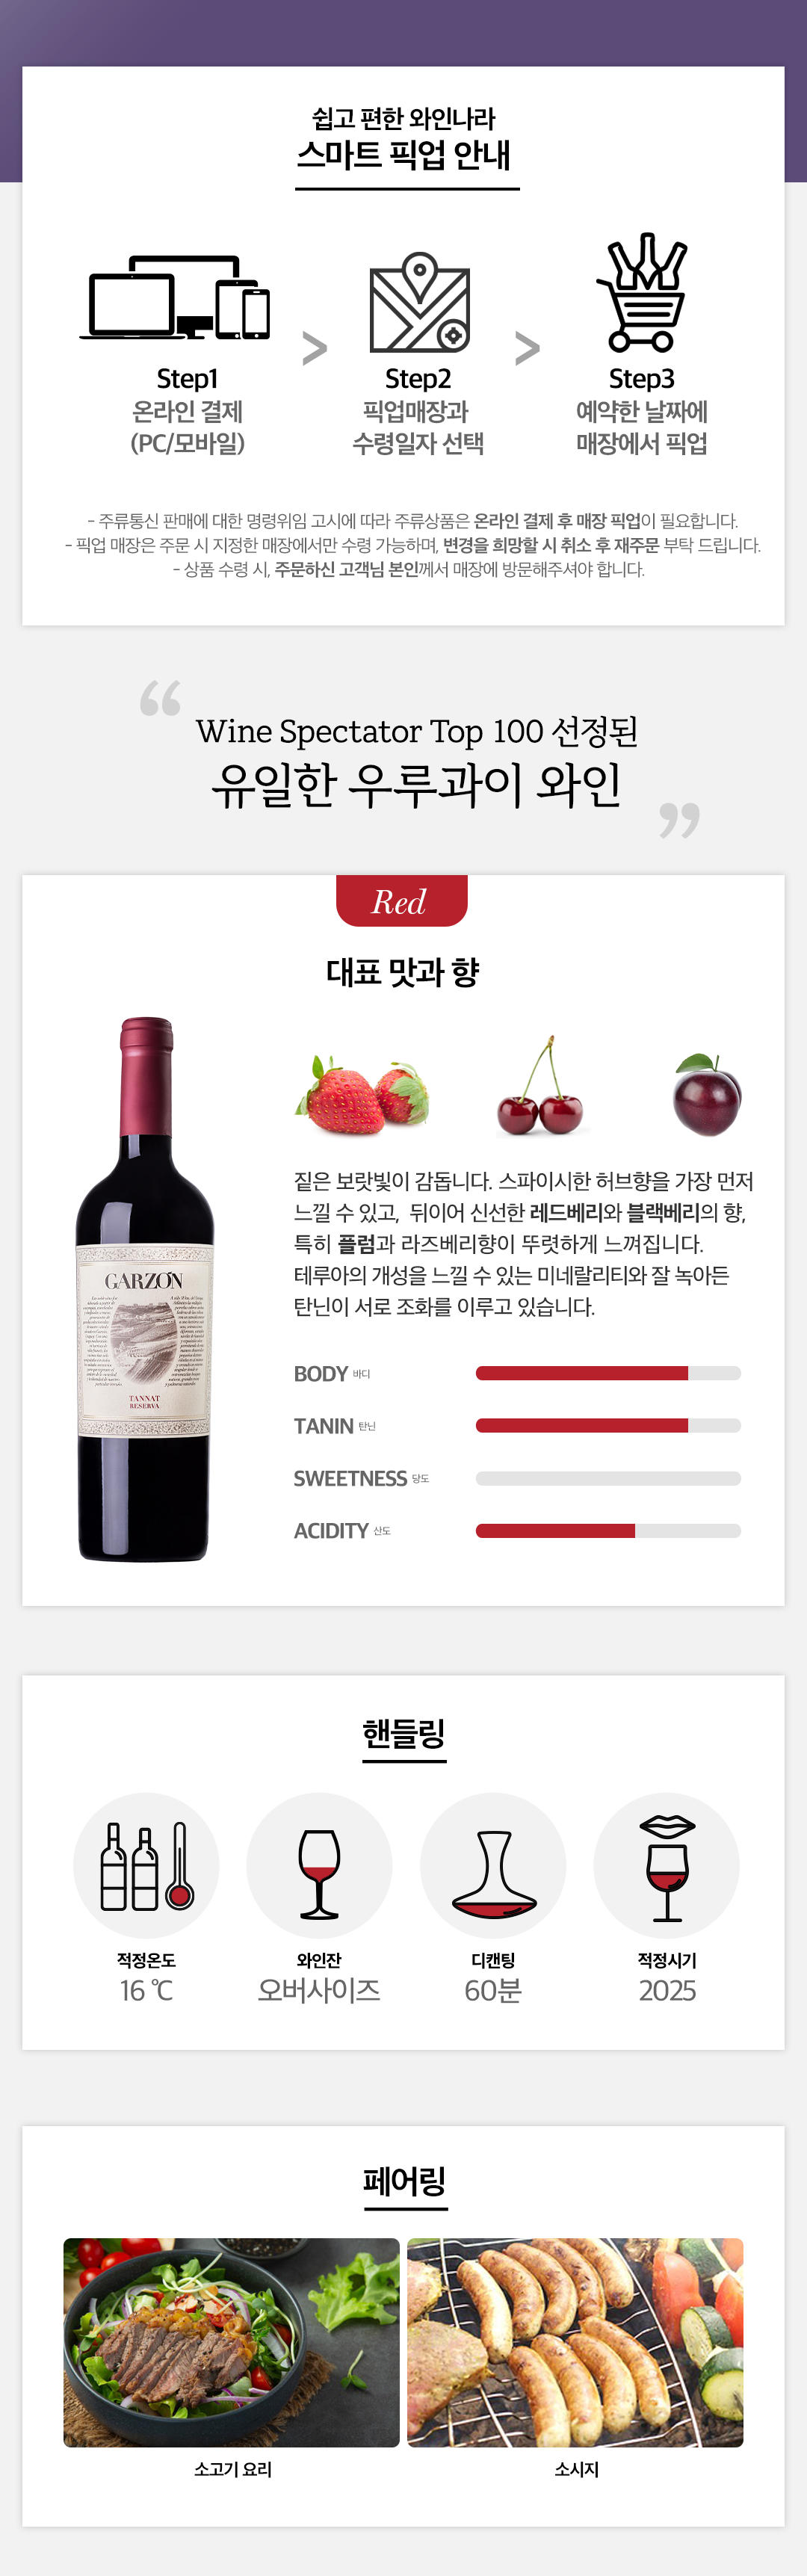 쉽고 편한 와인나라
스마트 픽업 안내
Step1
온라인 결제
(PC/모바일)
>
Step2
픽업매장과
수령일자 선택
>
Step3
예약한 날짜에
매장에서 픽업
- 주류통신 판매에 대한 명령위임 고시에 따라 주류상품은 온라인 결제 후 매장 픽업이 필요합니다.
- 픽업 매장은 주문 시 지정한 매장에서만 수령 가능하며, 변경을 희망할 시 취소 후 재주문 부탁 드립니다.
- 상품 수령 시, 주문하신 고객님 본인께서 매장에 방문해주셔야 합니다.
“
Wine Spectator Top 100 선정된
유일한 우루과이 와인
”
Red
대표 맛과 향
GARZÓN
TANNAT
RESERVA
짙은 보랏빛이 감돕니다. 스파이시한 허브향을 가장 먼저
느낄 수 있고, 뒤이어 신선한 레드베리와 블랙베리의 향,
특히 플럼과 라즈베리향이 뚜렷하게 느껴집니다.
테루아의 개성을 느낄 수 있는 미네랄리티와 잘 녹아든
탄닌이 서로 조화를 이루고 있습니다.
BODY 바디
TANIN 탄닌
SWEETNESS 당도
ACIDITY 산도
핸들링
적정온도
16 ℃
와인잔
오버사이즈
디캔팅
60분
적정시기
2025
페어링
소고기 요리
소시지